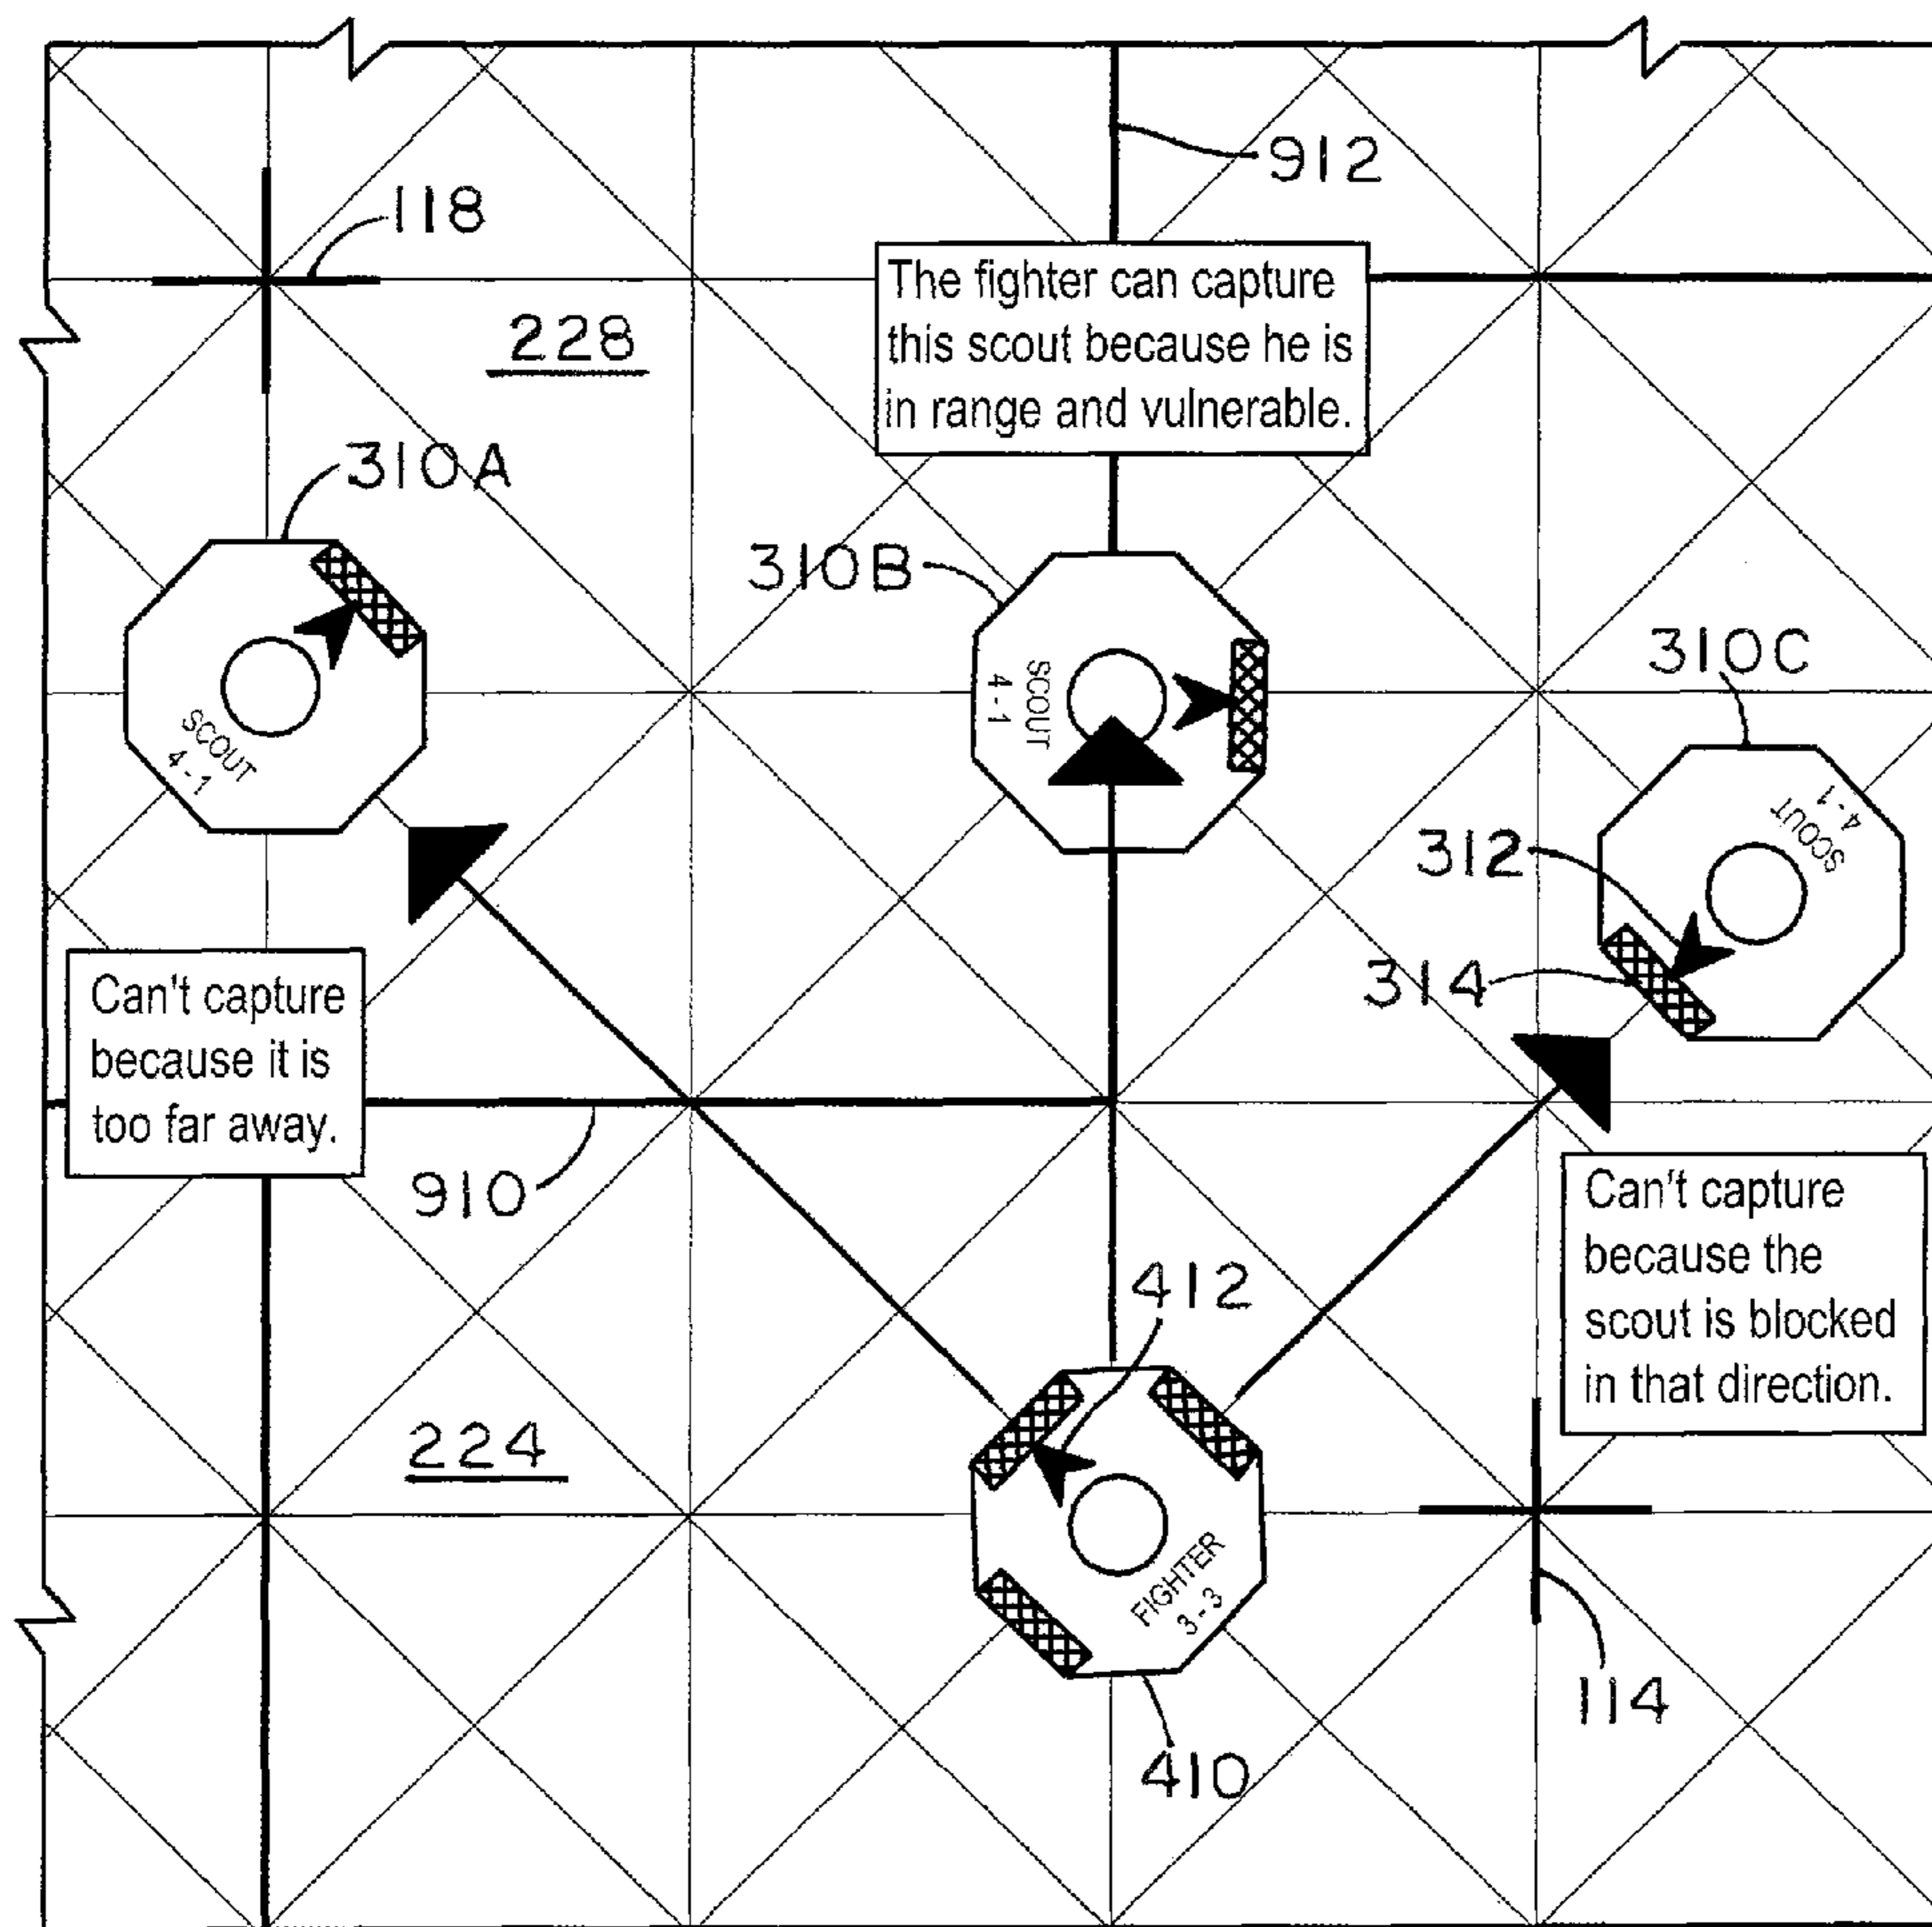 912
118
The fighter can capture
this scout because he is
in range and vulnerable.
228
310A
310B
310C
SCOUT
4-1
SCOUT
4-1
SCOUT
4-1
312
314
Can't capture
because it is
too far away.
910
Can't capture
because the
scout is blocked
in that direction.
412
224
FIGHTER
3-3
114
410